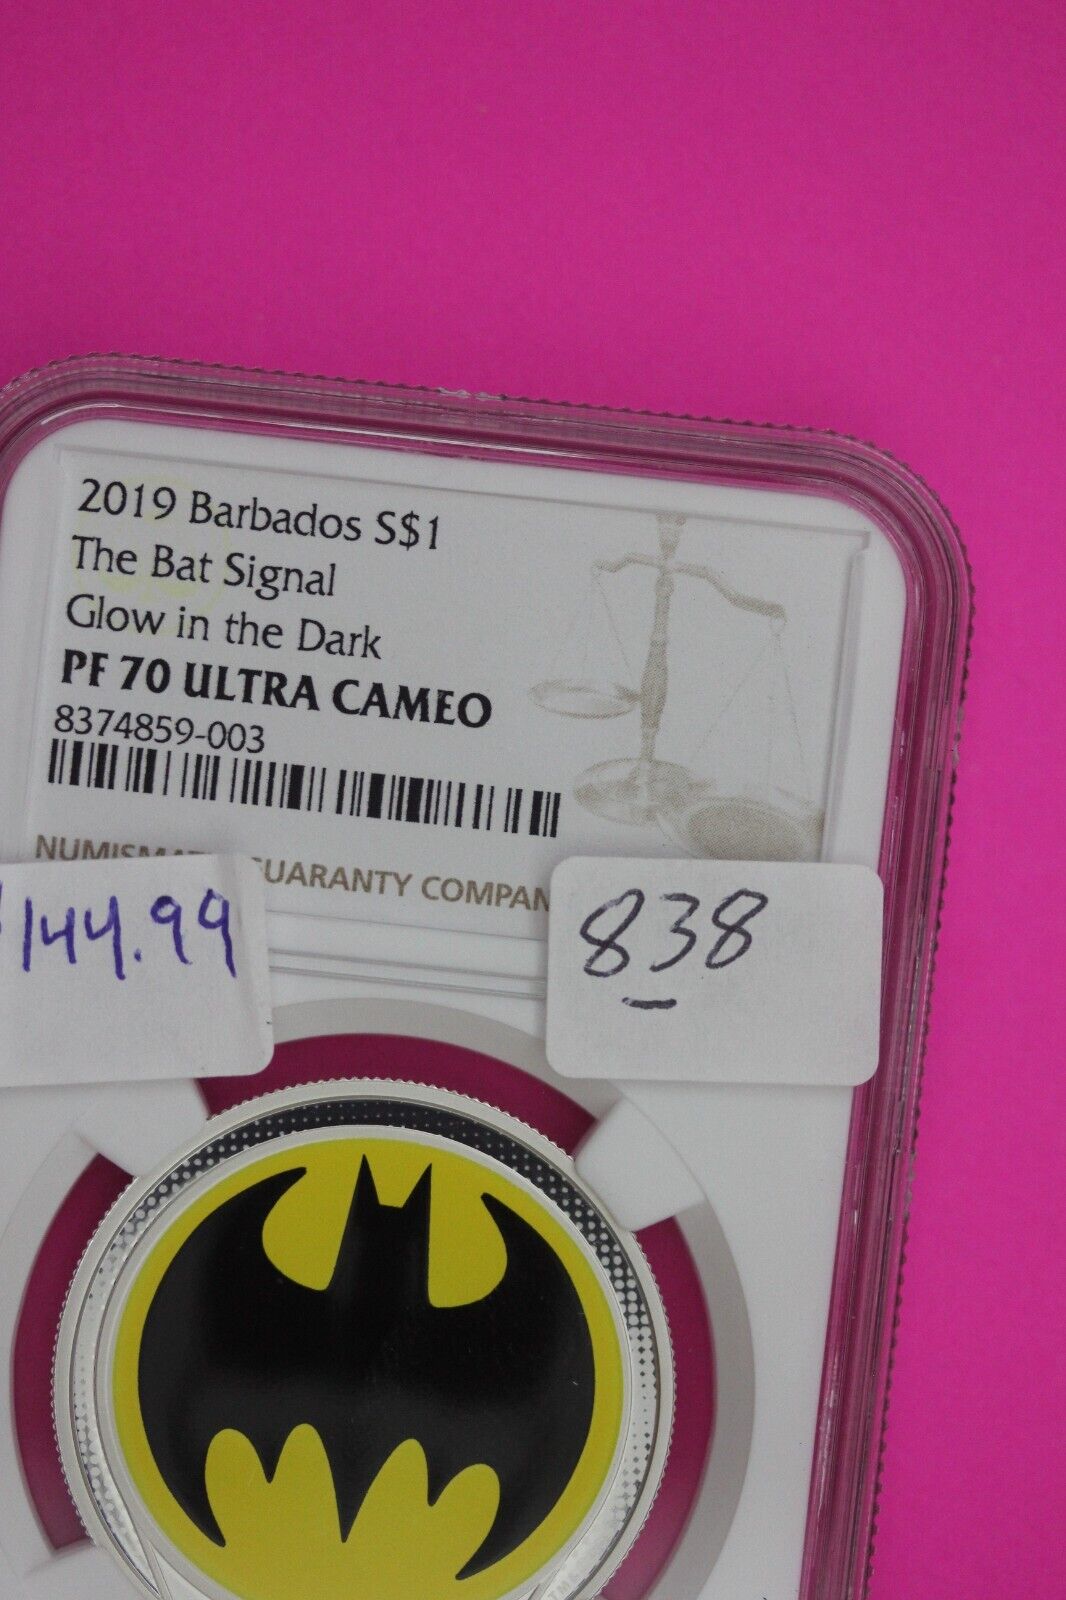 2019 Barbados S$1
The Bat Signal
Glow in the Dark
PF 70 ULTRA CAMEO
8374859-003
GUARANTY
$144.99
838